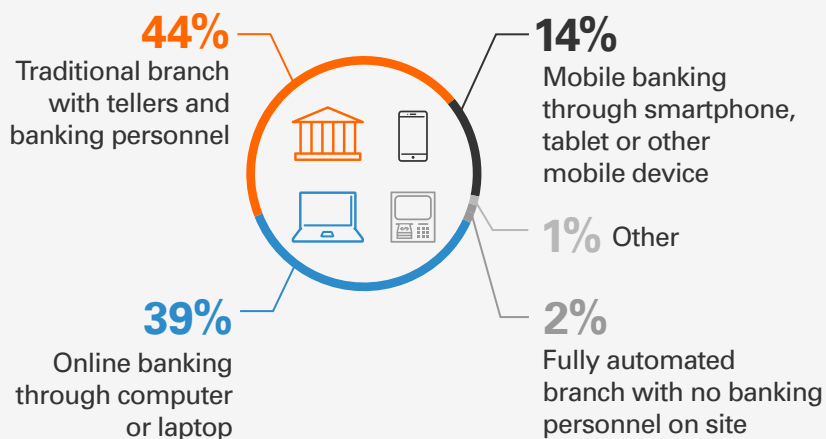 44%
Traditional branch
with tellers and
banking personnel
14%
Mobile banking
through smartphone,
tablet or other
mobile device
1% Other
39%
Online banking
through computer
or laptop
2%
Fully automated
branch with no banking
personnel on site